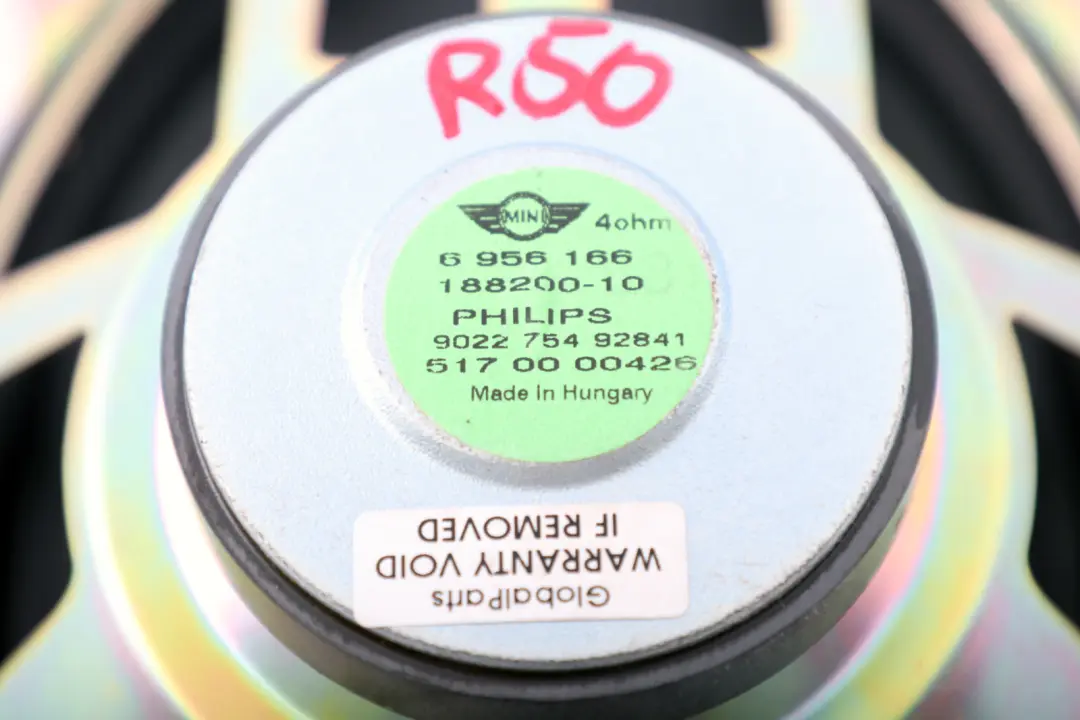 R50
MINI
4ohm
6 956 166
188200-10
PHILIPS
9022 754 92841
517 00 00426
Made In Hungary
GlobalParts
WARRANTY VOID
IF REMOVED